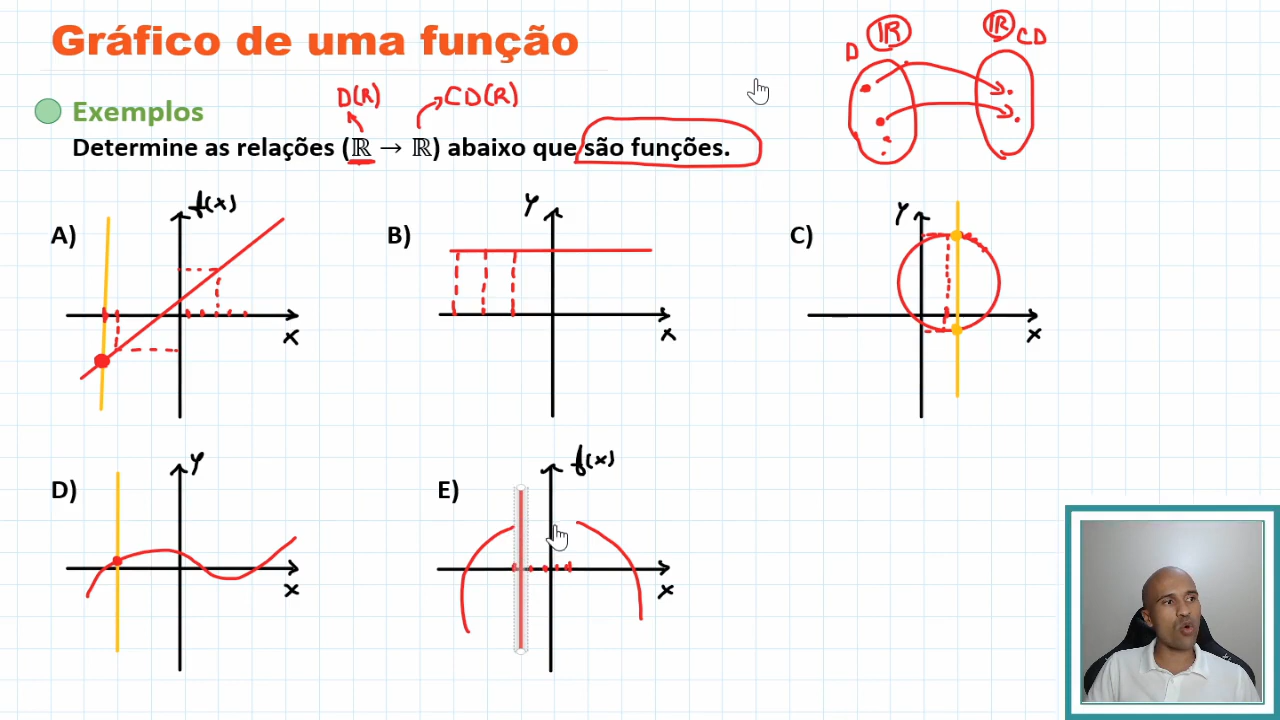 Gráfico de uma função
D ℝ ℝ CD
D(R) CD(R)
Exemplos
Determine as relações (ℝ → ℝ) abaixo que são funções.
A) f(x) x
B) Y x
C) Y x
D) Y x
E) f(x) x